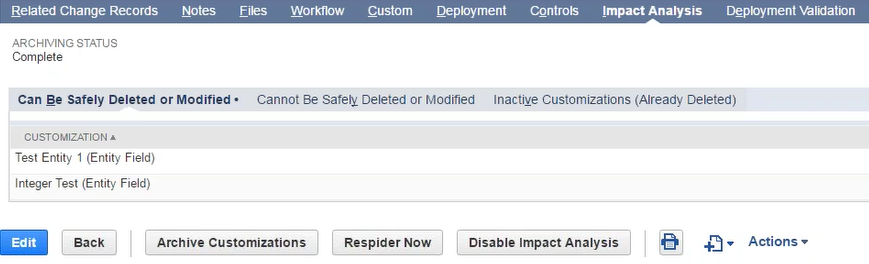 Related Change Records Notes Files Workflow Custom Deployment Controls Impact Analysis Deployment Validation
ARCHIVING STATUS
Complete
Can Be Safely Deleted or Modified • Cannot Be Safely Deleted or Modified Inactive Customizations (Already Deleted)
CUSTOMIZATION ▲
Test Entity 1 (Entity Field)
Integer Test (Entity Field)
Edit Back Archive Customizations Respider Now Disable Impact Analysis Actions